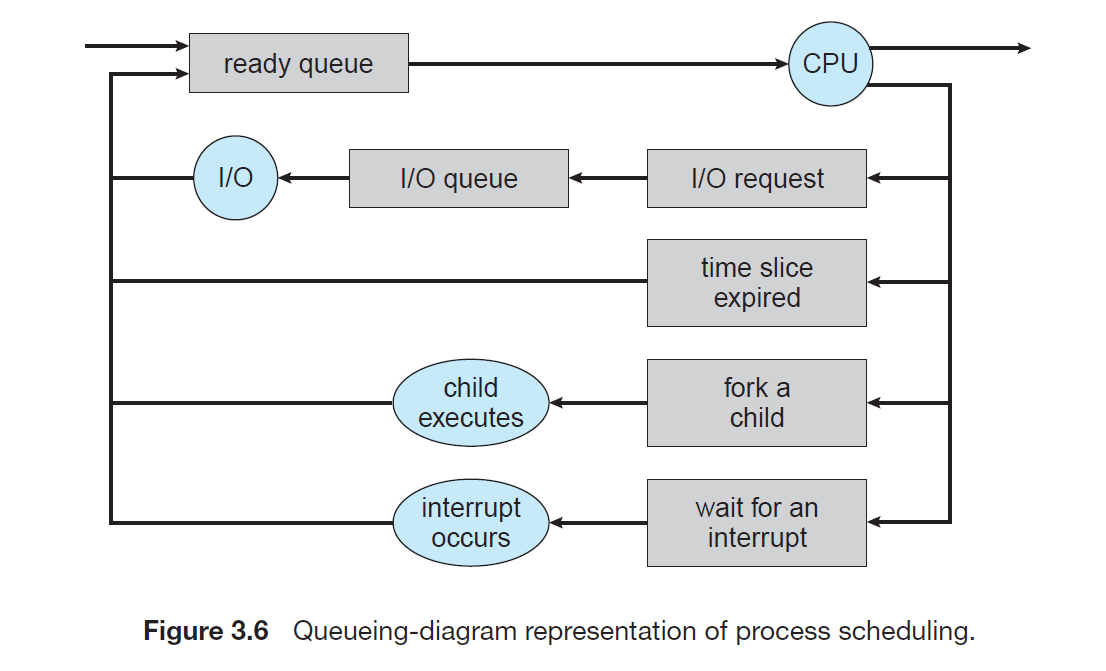 ready queue
CPU
I/O
I/O queue
I/O request
time slice
expired
child
executes
fork a
child
interrupt
occurs
wait for an
interrupt
Figure 3.6 Queueing-diagram representation of process scheduling.